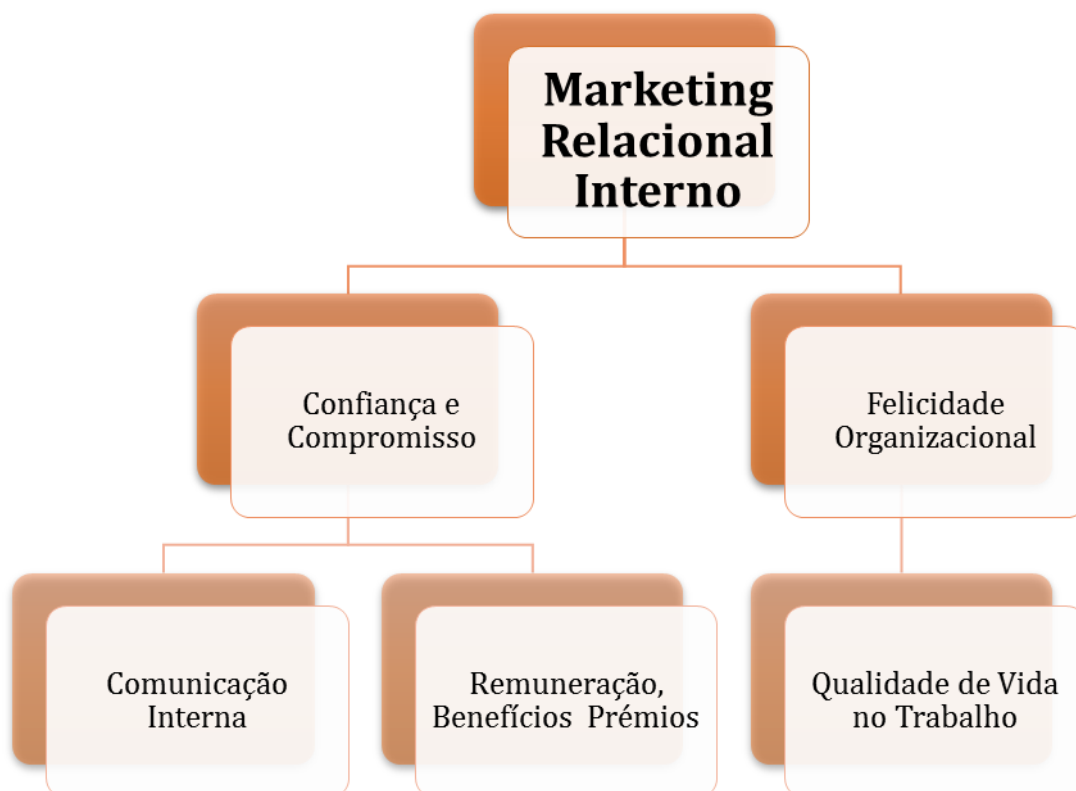 Marketing
Relacional
Interno
Confiança e
Compromisso
Felicidade
Organizacional
Comunicação
Interna
Remuneração,
Benefícios  Prémios
Qualidade de Vida
no Trabalho